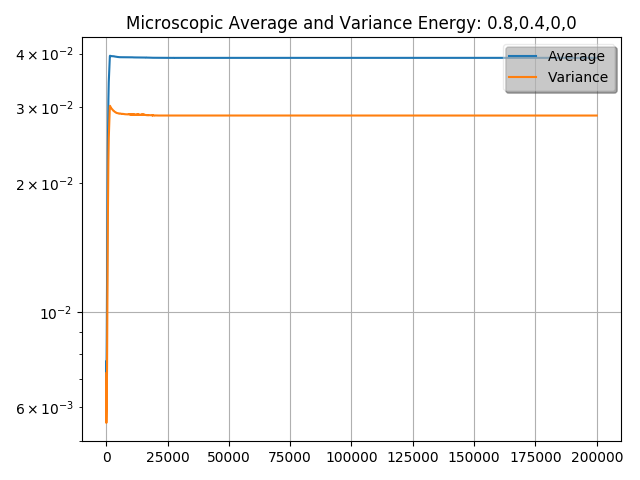 Microscopic Average and Variance Energy: 0.8,0.4,0,0
4 × 10⁻²
3 × 10⁻²
2 × 10⁻²
10⁻²
6 × 10⁻³
Average
Variance
0 25000 50000 75000 100000 125000 150000 175000 200000